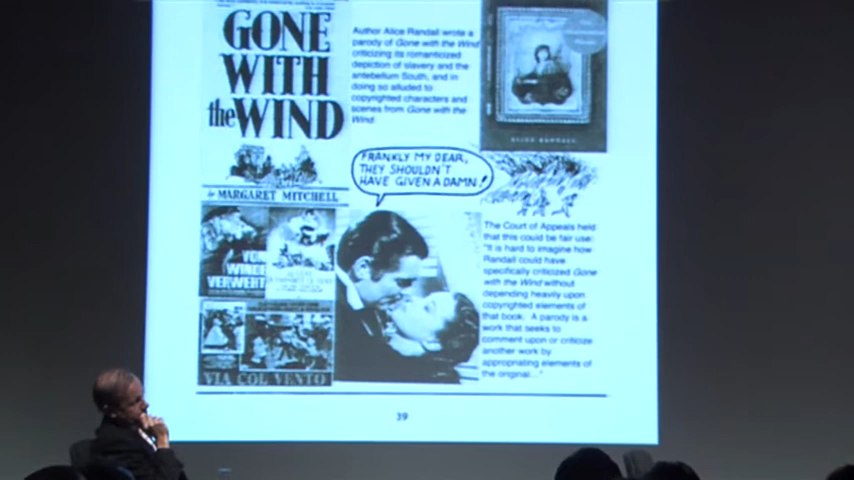 GONE
WITH
the WIND
by MARGARET MITCHELL
Author Alice Randall wrote a
parody of Gone with the Wind
criticizing its romanticized
depiction of slavery and the
antebellum South, and in
doing so alluded to
copyrighted characters and
scenes from Gone with the
Wind
ALICE RANDALL
FRANKLY MY DEAR,
THEY SHOULDN'T
HAVE GIVEN A DAMN!
VOM
WINDE
VERWEHT
VIA COL VENTO
The Court of Appeals held
that this could be fair use:
"It is hard to imagine how
Randall could have
specifically criticized Gone
with the Wind without
depending heavily upon
copyrighted elements of
that book. A parody is a
work that seeks to
comment upon or criticize
another work by
appropriating elements of
the original..."
39